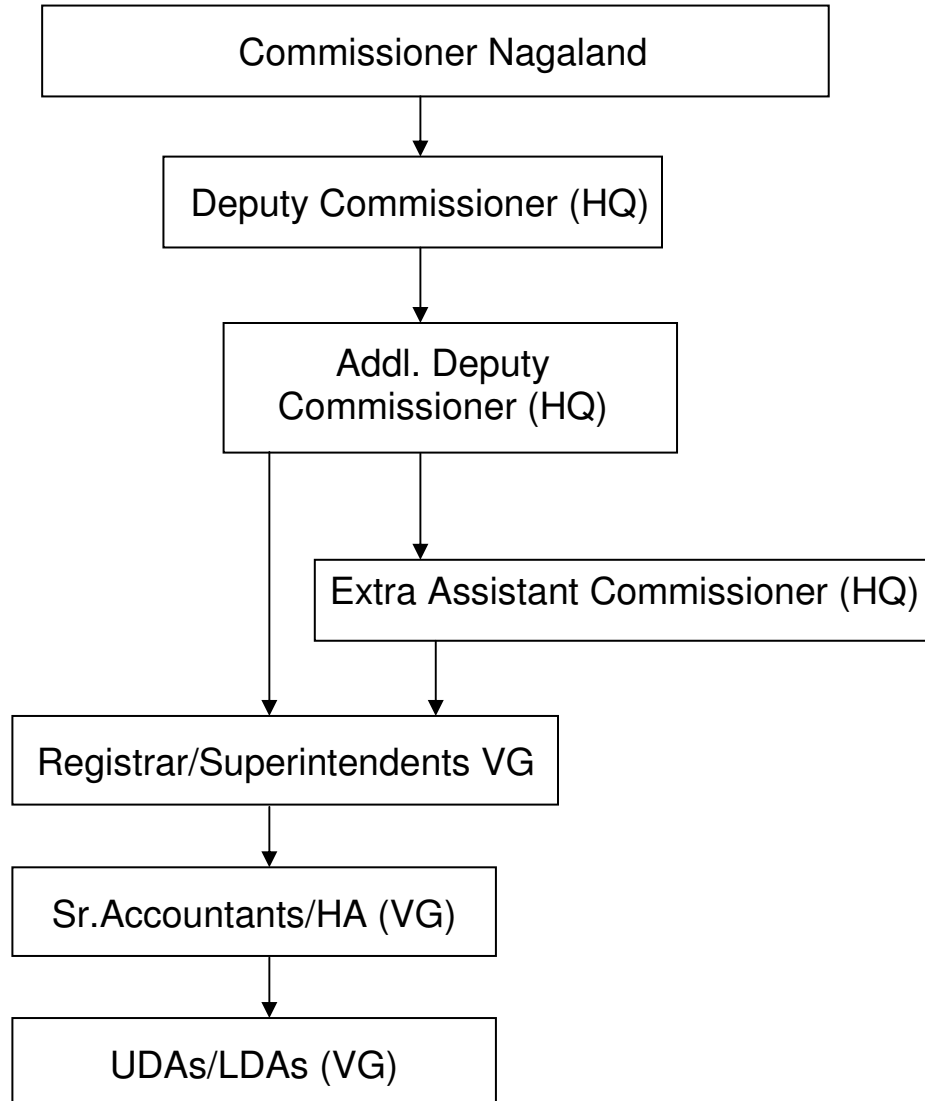 Commissioner Nagaland
Deputy Commissioner (HQ)
Addl. Deputy
Commissioner (HQ)
Extra Assistant Commissioner (HQ)
Registrar/Superintendents VG
Sr.Accountants/HA (VG)
UDAs/LDAs (VG)